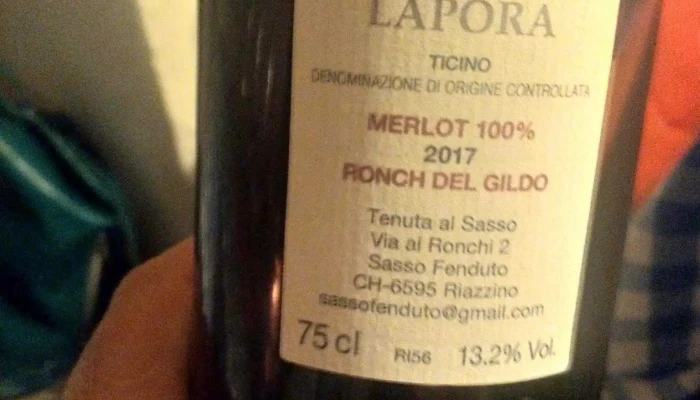 LAPORA
TICINO
DENOMINAZIONE DI ORIGINE CONTROLLATA
MERLOT 100%
2017
RONCH DEL GILDO
Tenuta al Sasso
Via ai Ronchi 2
Sasso Fenduto
CH-6595 Riazzino
sassofenduto@gmail.com
75 cl RI56 13.2% Vol.